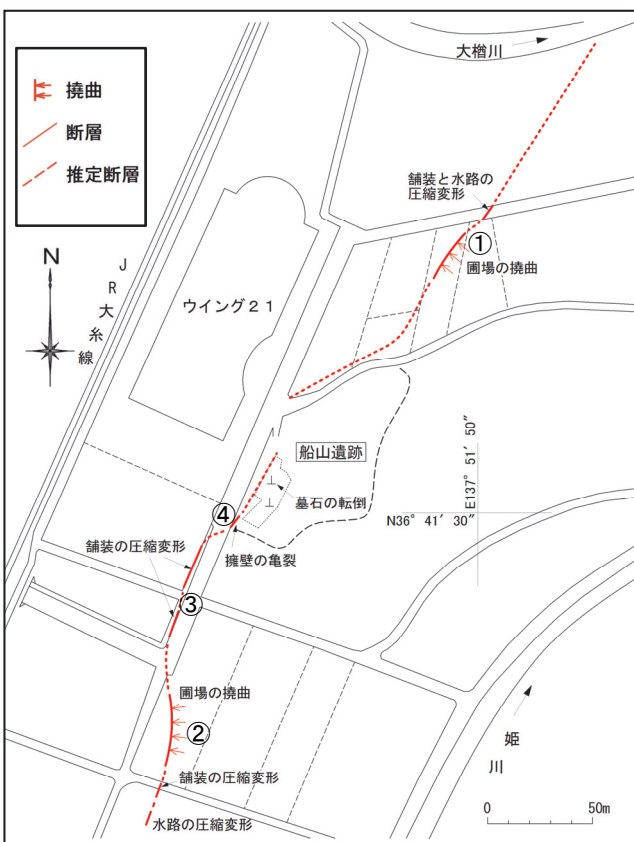 大楢川
撓曲
断層
推定断層
舗装と水路の
圧縮変形
①
圃場の撓曲
N
JR大糸線
ウイング21
E137° 51′ 50″
船山遺跡
墓石の転倒
N36° 41′ 30″
④
擁壁の亀裂
舗装の圧縮変形
③
圃場の撓曲
②
姫川
舗装の圧縮変形
0 50m
水路の圧縮変形